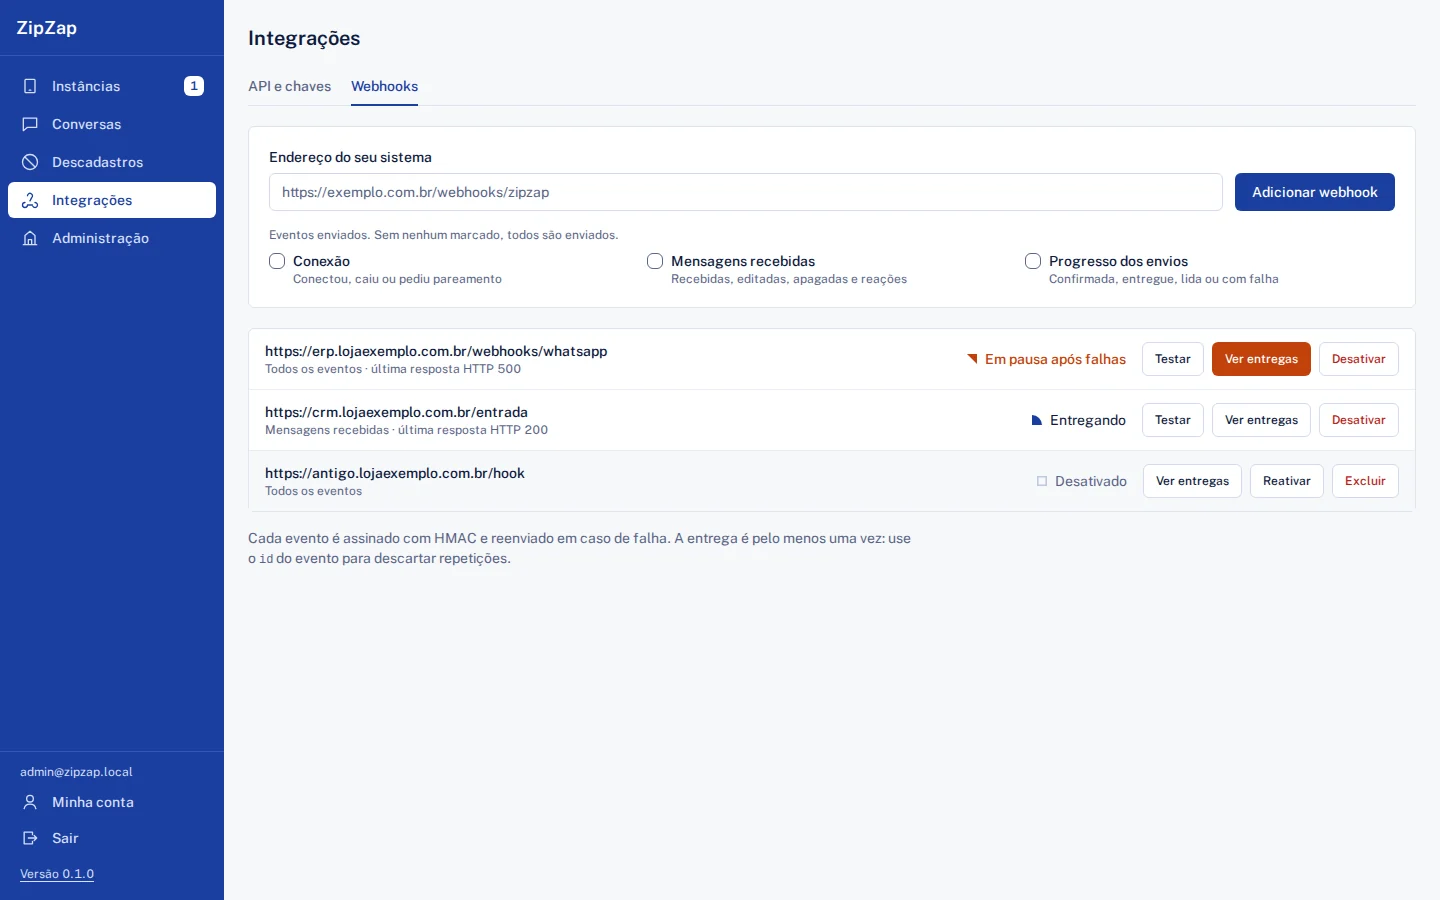 ZipZap
Instâncias 1
Conversas
Descadastros
Integrações
Administração
admin@zipzap.local
Minha conta
Sair
Versão 0.1.0
Integrações
API e chaves Webhooks
Endereço do seu sistema
https://exemplo.com.br/webhooks/zipzap Adicionar webhook
Eventos enviados. Sem nenhum marcado, todos são enviados.
Conexão Mensagens recebidas Progresso dos envios
Conectou, caiu ou pediu pareamento Recebidas, editadas, apagadas e reações Confirmada, entregue, lida ou com falha
https://erp.lojaexemplo.com.br/webhooks/whatsapp
Todos os eventos · última resposta HTTP 500
Em pausa após falhas Testar Ver entregas Desativar
https://crm.lojaexemplo.com.br/entrada
Mensagens recebidas · última resposta HTTP 200
Entregando Testar Ver entregas Desativar
https://antigo.lojaexemplo.com.br/hook
Todos os eventos
Desativado Ver entregas Reativar Excluir
Cada evento é assinado com HMAC e reenviado em caso de falha. A entrega é pelo menos uma vez: use
o id do evento para descartar repetições.